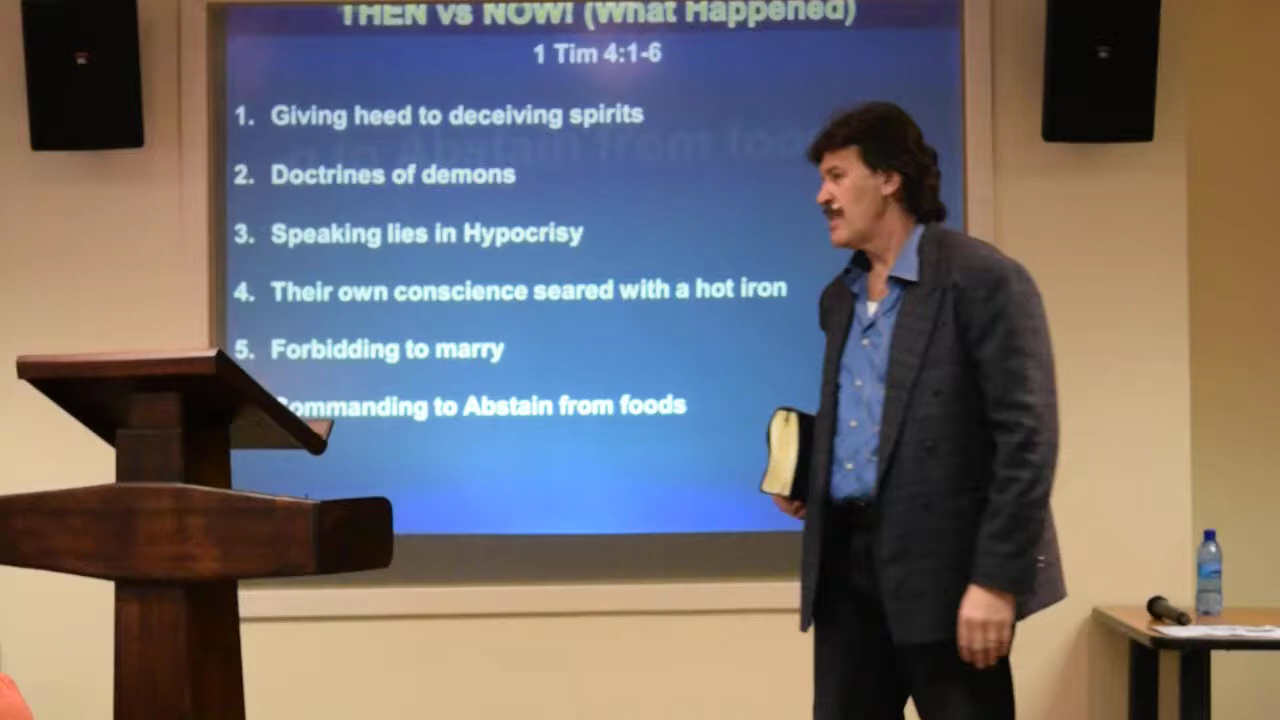 THEN vs NOW! (What Happened)
1 Tim 4:1-6
1. Giving heed to deceiving spirits
2. Doctrines of demons
3. Speaking lies in Hypocrisy
4. Their own conscience seared with a hot iron
5. Forbidding to marry
Commanding to Abstain from foods